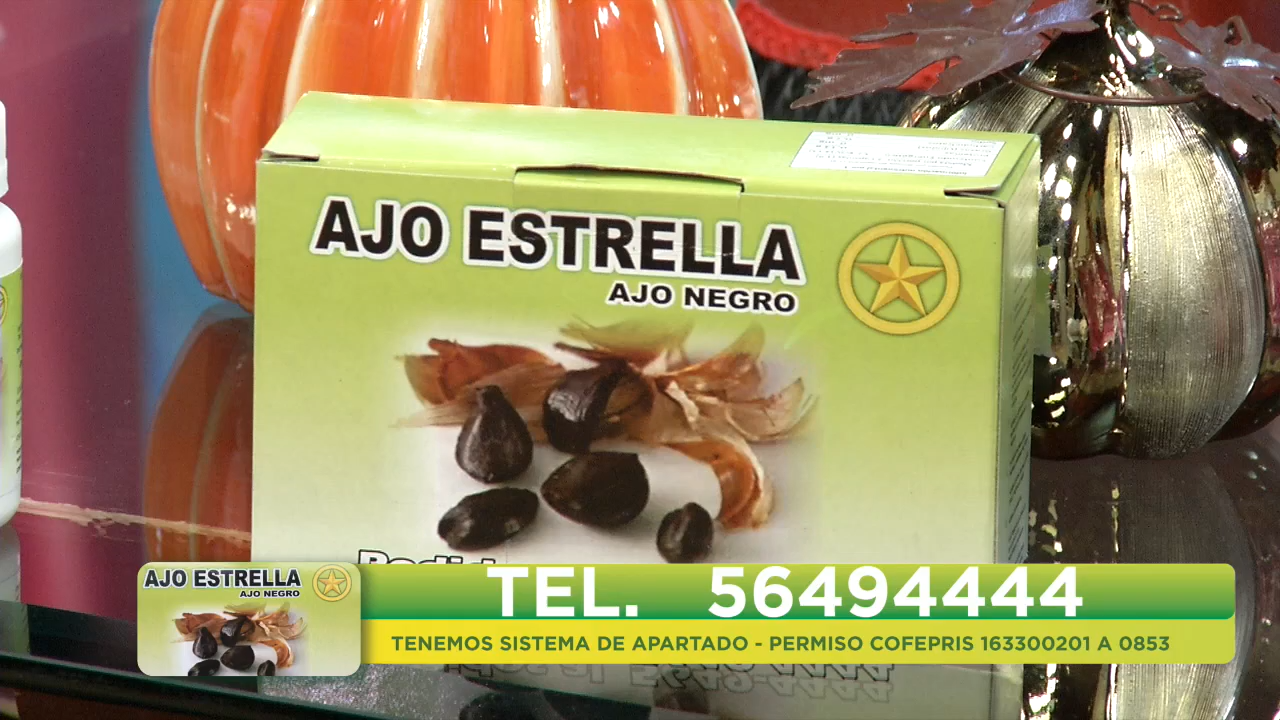 AJO ESTRELLA
AJO NEGRO
AJO ESTRELLA
AJO NEGRO
TEL. 56494444
TENEMOS SISTEMA DE APARTADO - PERMISO COFEPRIS 163300201 A 0853